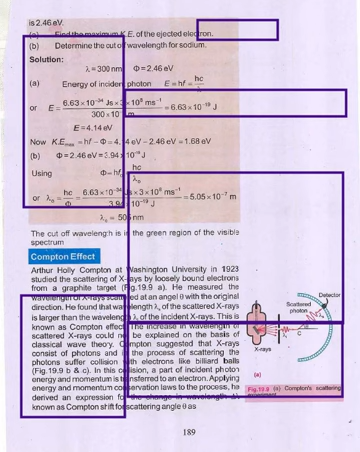 is 2.46 eV.
(a) Find the maximum K.E. of the ejected electron.
(b) Determine the cut off wavelength for sodium.
Solution:
λ = 300 nm Φ = 2.46 eV
(a) Energy of incident photon E = hf = hc
or E = 6.63 × 10⁻³⁴ Js × 3 × 10⁸ ms⁻¹ / 300 × 10 m = 6.63 × 10⁻¹⁹ J
E = 4.14 eV
Now K.E.max = hf − Φ = 4.14 eV − 2.46 eV = 1.68 eV
(b) Φ = 2.46 eV = 3.94 × 10⁻¹⁹ J
Using Φ = hf₀ hc / λ₀
or λ₀ = hc / Φ = 6.63 × 10⁻³⁴ Js × 3 × 10⁸ ms⁻¹ / 3.94 × 10⁻¹⁹ J = 5.05 × 10⁻⁷ m
λ₀ = 505 nm
The cut off wavelength is in the green region of the visible
spectrum
Compton Effect
Arthur Holly Compton at Washington University in 1923
studied the scattering of X-rays by loosely bound electrons
from a graphite target (Fig.19.9 a). He measured the
wavelength of X-rays scattered at an angel θ with the original
direction. He found that wavelength λ, of the scattered X-rays
is larger than the wavelength λ, of the incident X-rays. This is
known as Compton effect. The increase in wavelength of
scattered X-rays could not be explained on the basis of
classical wave theory. Compton suggested that X-rays
consist of photons and in the process of scattering the
photons suffer collision with electrons like billiard balls
(Fig.19.9 b & c). In this collision, a part of incident photon
energy and momentum is transferred to an electron. Applying
energy and momentum conservation laws to the process, he
derived an expression for the change in wavelength
known as Compton shift for scattering angle θ as
Detector
Scattered
photon
C
X-rays
(a)
Fig.19.9 (a) Compton's scattering
experiment
189